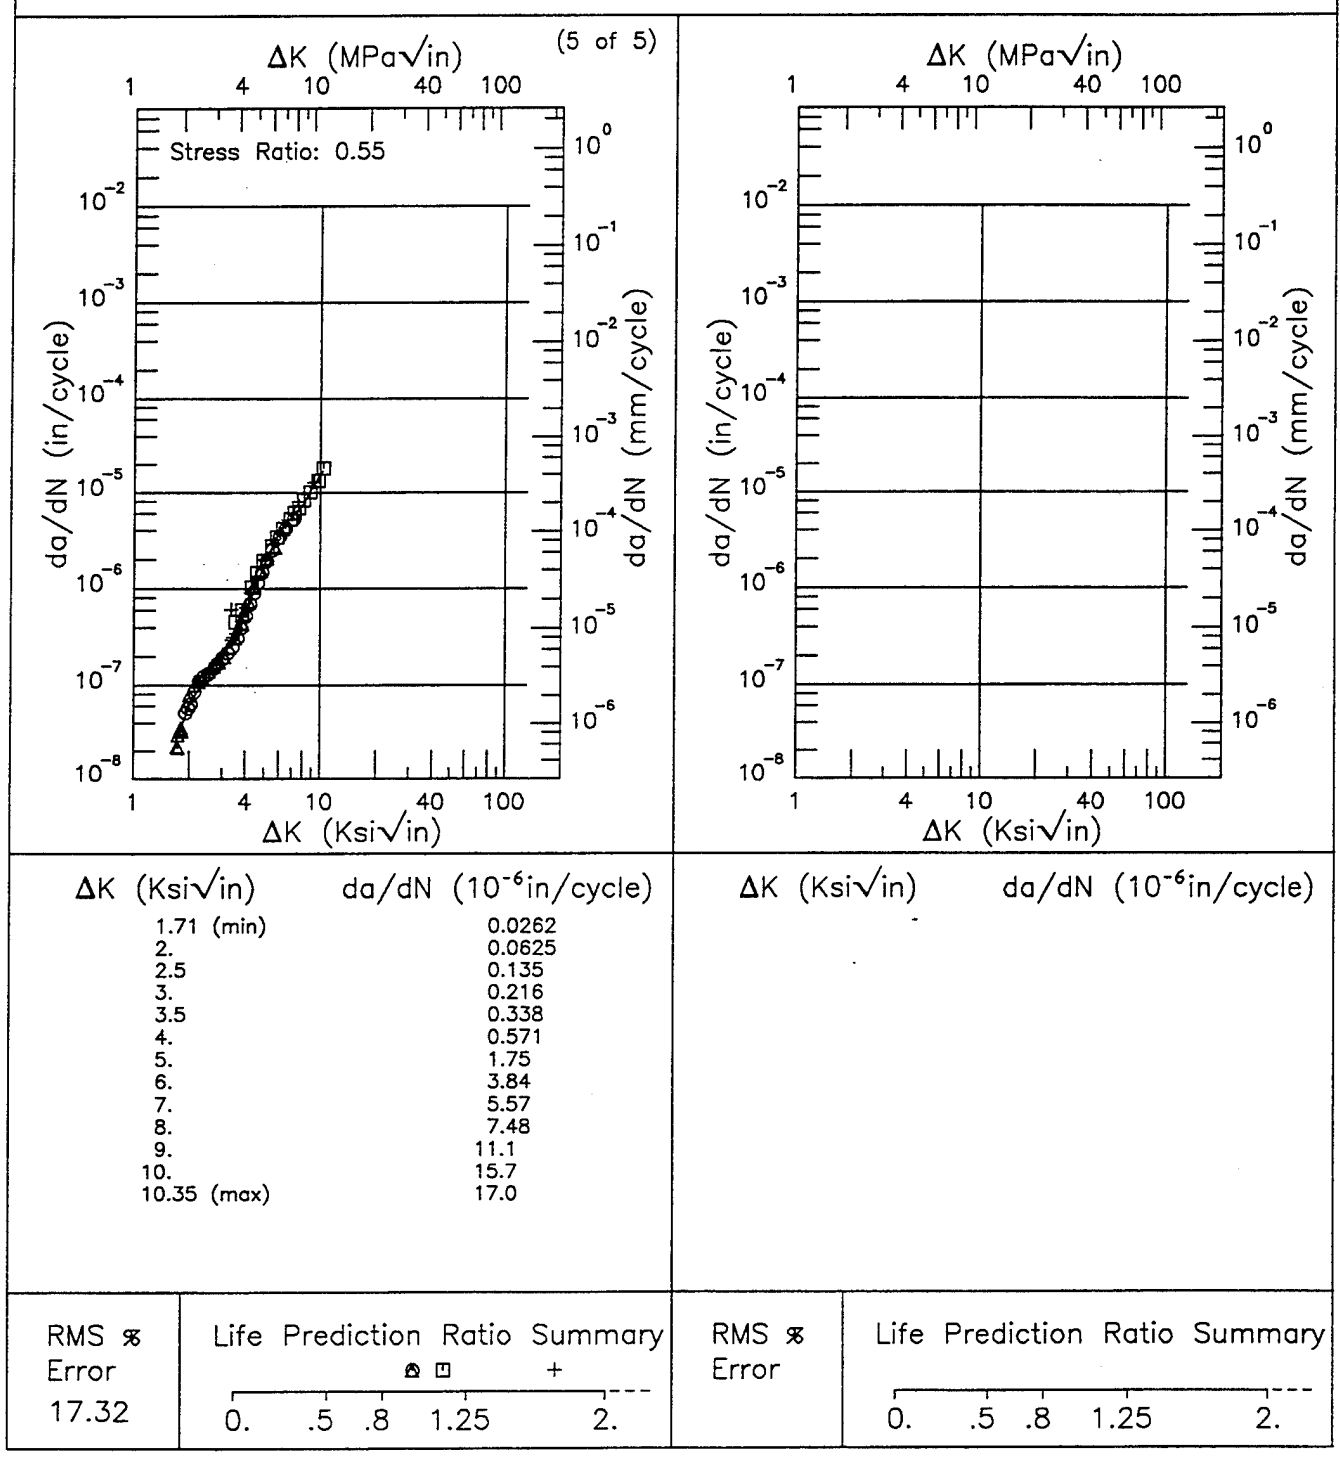 (5 of 5)
ΔK (MPa√in)
1 4 10 40 100
Stress Ratio: 0.55
da/dN (in/cycle)
10⁻²
10⁻³
10⁻⁴
10⁻⁵
10⁻⁶
10⁻⁷
10⁻⁸
10⁰
10⁻¹
10⁻²
10⁻³
10⁻⁴
10⁻⁵
10⁻⁶
da/dN (mm/cycle)
1 4 10 40 100
ΔK (Ksi√in)
ΔK (MPa√in)
1 4 10 40 100
da/dN (in/cycle)
10⁻²
10⁻³
10⁻⁴
10⁻⁵
10⁻⁶
10⁻⁷
10⁻⁸
10⁰
10⁻¹
10⁻²
10⁻³
10⁻⁴
10⁻⁵
10⁻⁶
da/dN (mm/cycle)
1 4 10 40 100
ΔK (Ksi√in)
ΔK (Ksi√in) da/dN (10⁻⁶in/cycle)
1.71 (min) 0.0262
2. 0.0625
2.5 0.135
3. 0.216
3.5 0.338
4. 0.571
5. 1.75
6. 3.84
7. 5.57
8. 7.48
9. 11.1
10. 15.7
10.35 (max) 17.0
ΔK (Ksi√in) da/dN (10⁻⁶in/cycle)
RMS %
Error
17.32
Life Prediction Ratio Summary
0. .5 .8 1.25 2.
RMS %
Error
Life Prediction Ratio Summary
0. .5 .8 1.25 2.